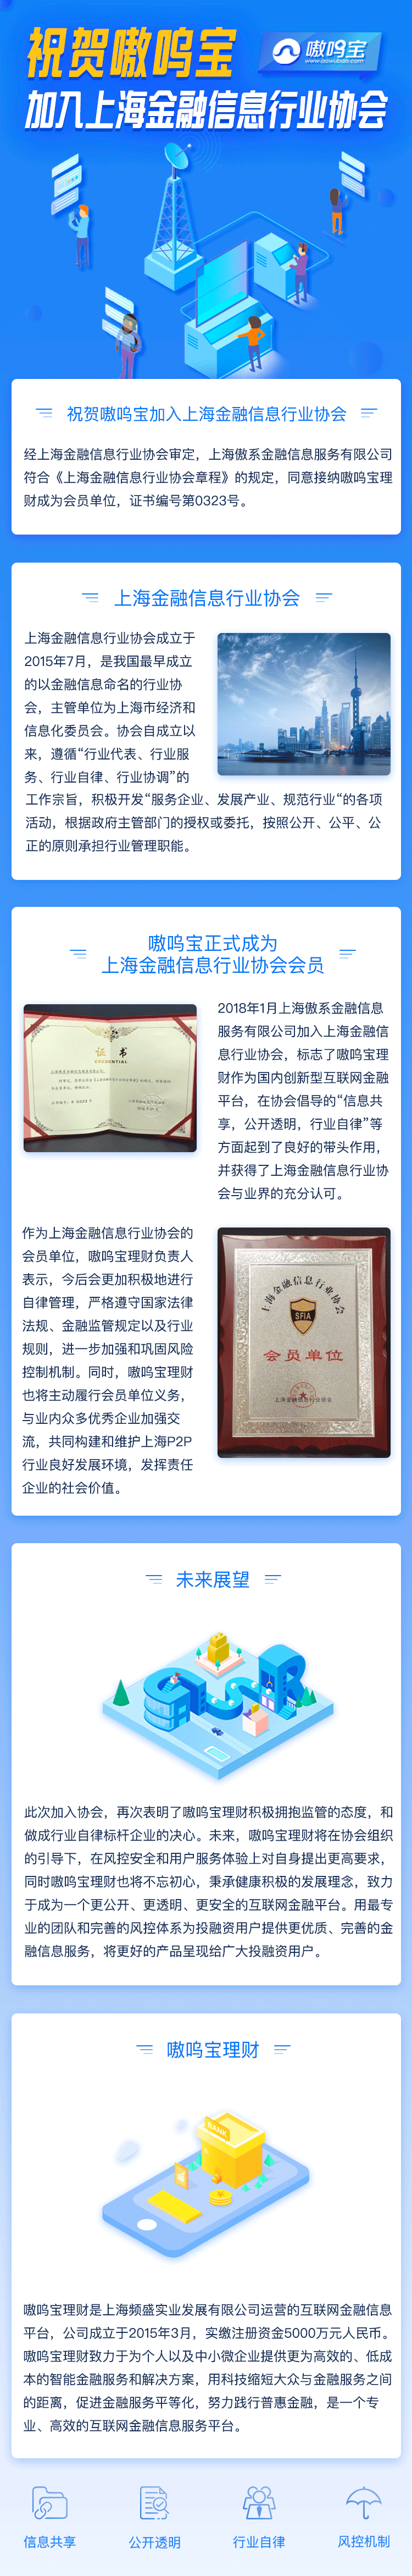 祝贺嗷呜宝
嗷呜宝
www.aowubao.com
加入上海金融信息行业协会
祝贺嗷呜宝加入上海金融信息行业协会
经上海金融信息行业协会审定，上海傲系金融信息服务有限公司
符合《上海金融信息行业协会章程》的规定，同意接纳嗷呜宝理
财成为会员单位，证书编号第0323号。
上海金融信息行业协会
上海金融信息行业协会成立于
2015年7月，是我国最早成立
的以金融信息命名的行业协
会，主管单位为上海市经济和
信息化委员会。协会自成立以
来，遵循“行业代表、行业服
务、行业自律、行业协调”的
工作宗旨，积极开发“服务企业、发展产业、规范行业“的各项
活动，根据政府主管部门的授权或委托，按照公开、公平、公
正的原则承担行业管理职能。
嗷呜宝正式成为
上海金融信息行业协会会员
证 书
CREDENTIAL
2018年1月上海傲系金融信息
服务有限公司加入上海金融信
息行业协会，标志了嗷呜宝理
财作为国内创新型互联网金融
平台，在协会倡导的“信息共
享，公开透明，行业自律”等
方面起到了良好的带头作用，
并获得了上海金融信息行业协
会与业界的充分认可。
作为上海金融信息行业协会的
会员单位，嗷呜宝理财负责人
表示，今后会更加积极地进行
自律管理，严格遵守国家法律
法规、金融监管规定以及行业
规则，进一步加强和巩固风险
控制机制。同时，嗷呜宝理财
也将主动履行会员单位义务，
与业内众多优秀企业加强交
流，共同构建和维护上海P2P
行业良好发展环境，发挥责任
企业的社会价值。
上海金融信息行业协会
SFIA
会员单位
上海金融信息行业协会
未来展望
此次加入协会，再次表明了嗷呜宝理财积极拥抱监管的态度，和
做成行业自律标杆企业的决心。未来，嗷呜宝理财将在协会组织
的引导下，在风控安全和用户服务体验上对自身提出更高要求，
同时嗷呜宝理财也将不忘初心，秉承健康积极的发展理念，致力
于成为一个更公开、更透明、更安全的互联网金融平台。用最专
业的团队和完善的风控体系为投融资用户提供更优质、完善的金
融信息服务，将更好的产品呈现给广大投融资用户。
嗷呜宝理财
BANK
嗷呜宝理财是上海频盛实业发展有限公司运营的互联网金融信息
平台，公司成立于2015年3月，实缴注册资金5000万元人民币。
嗷呜宝理财致力于为个人以及中小微企业提供更为高效的、低成
本的智能金融服务和解决方案，用科技缩短大众与金融服务之间
的距离，促进金融服务平等化，努力践行普惠金融，是一个专
业、高效的互联网金融信息服务平台。
信息共享
公开透明
行业自律
风控机制